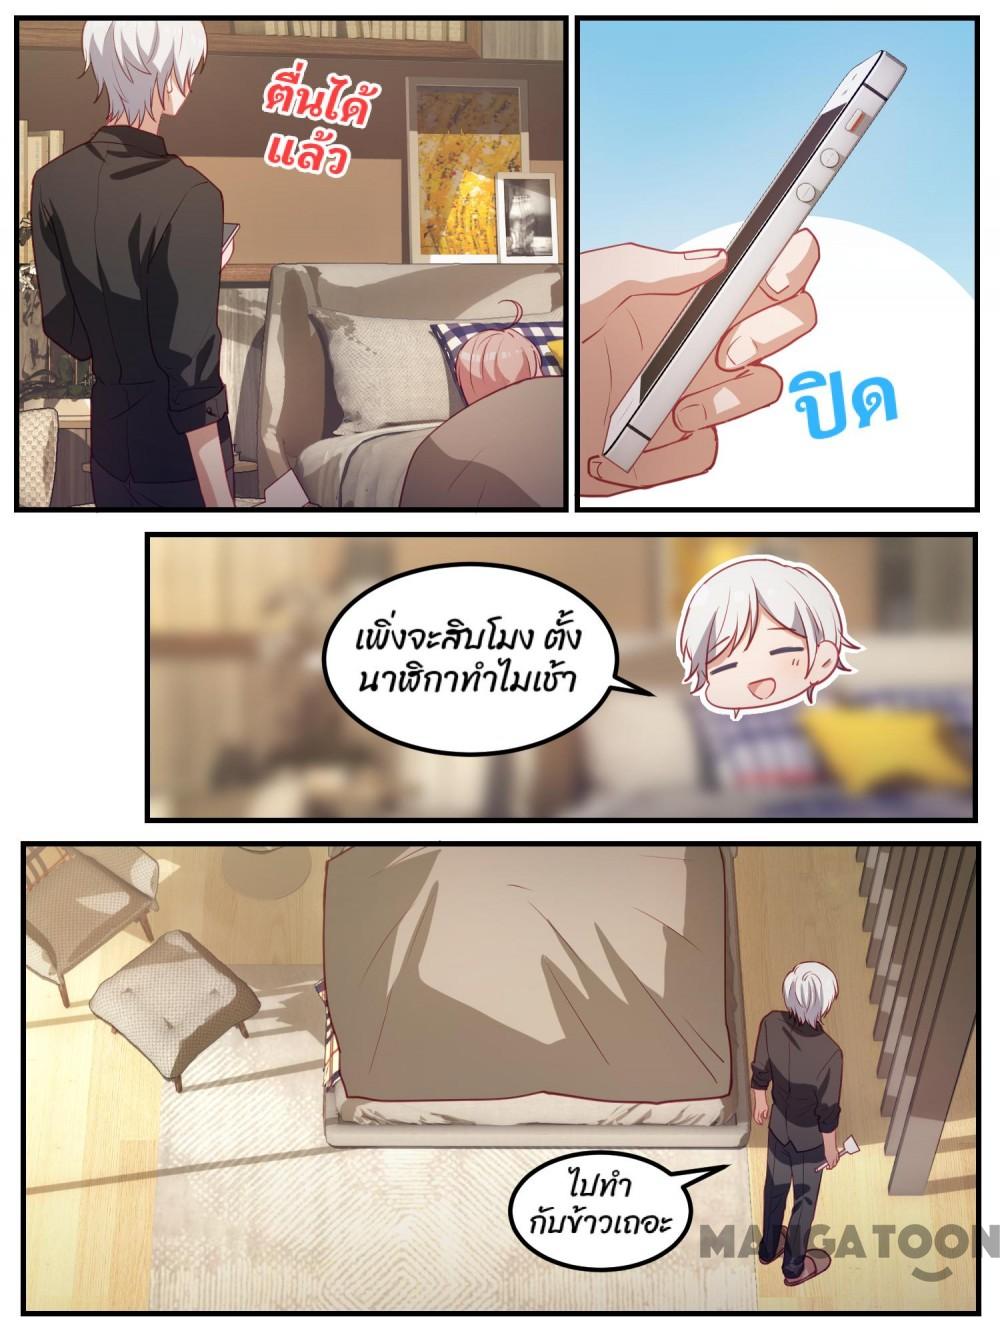 ตื่นได้
แล้ว
ปิด
เพิ่งจะสิบโมง ตั้ง
นาฬิกาทำไมเช้า
ไปทำ
กับข้าวเถอะ
MANGATOON